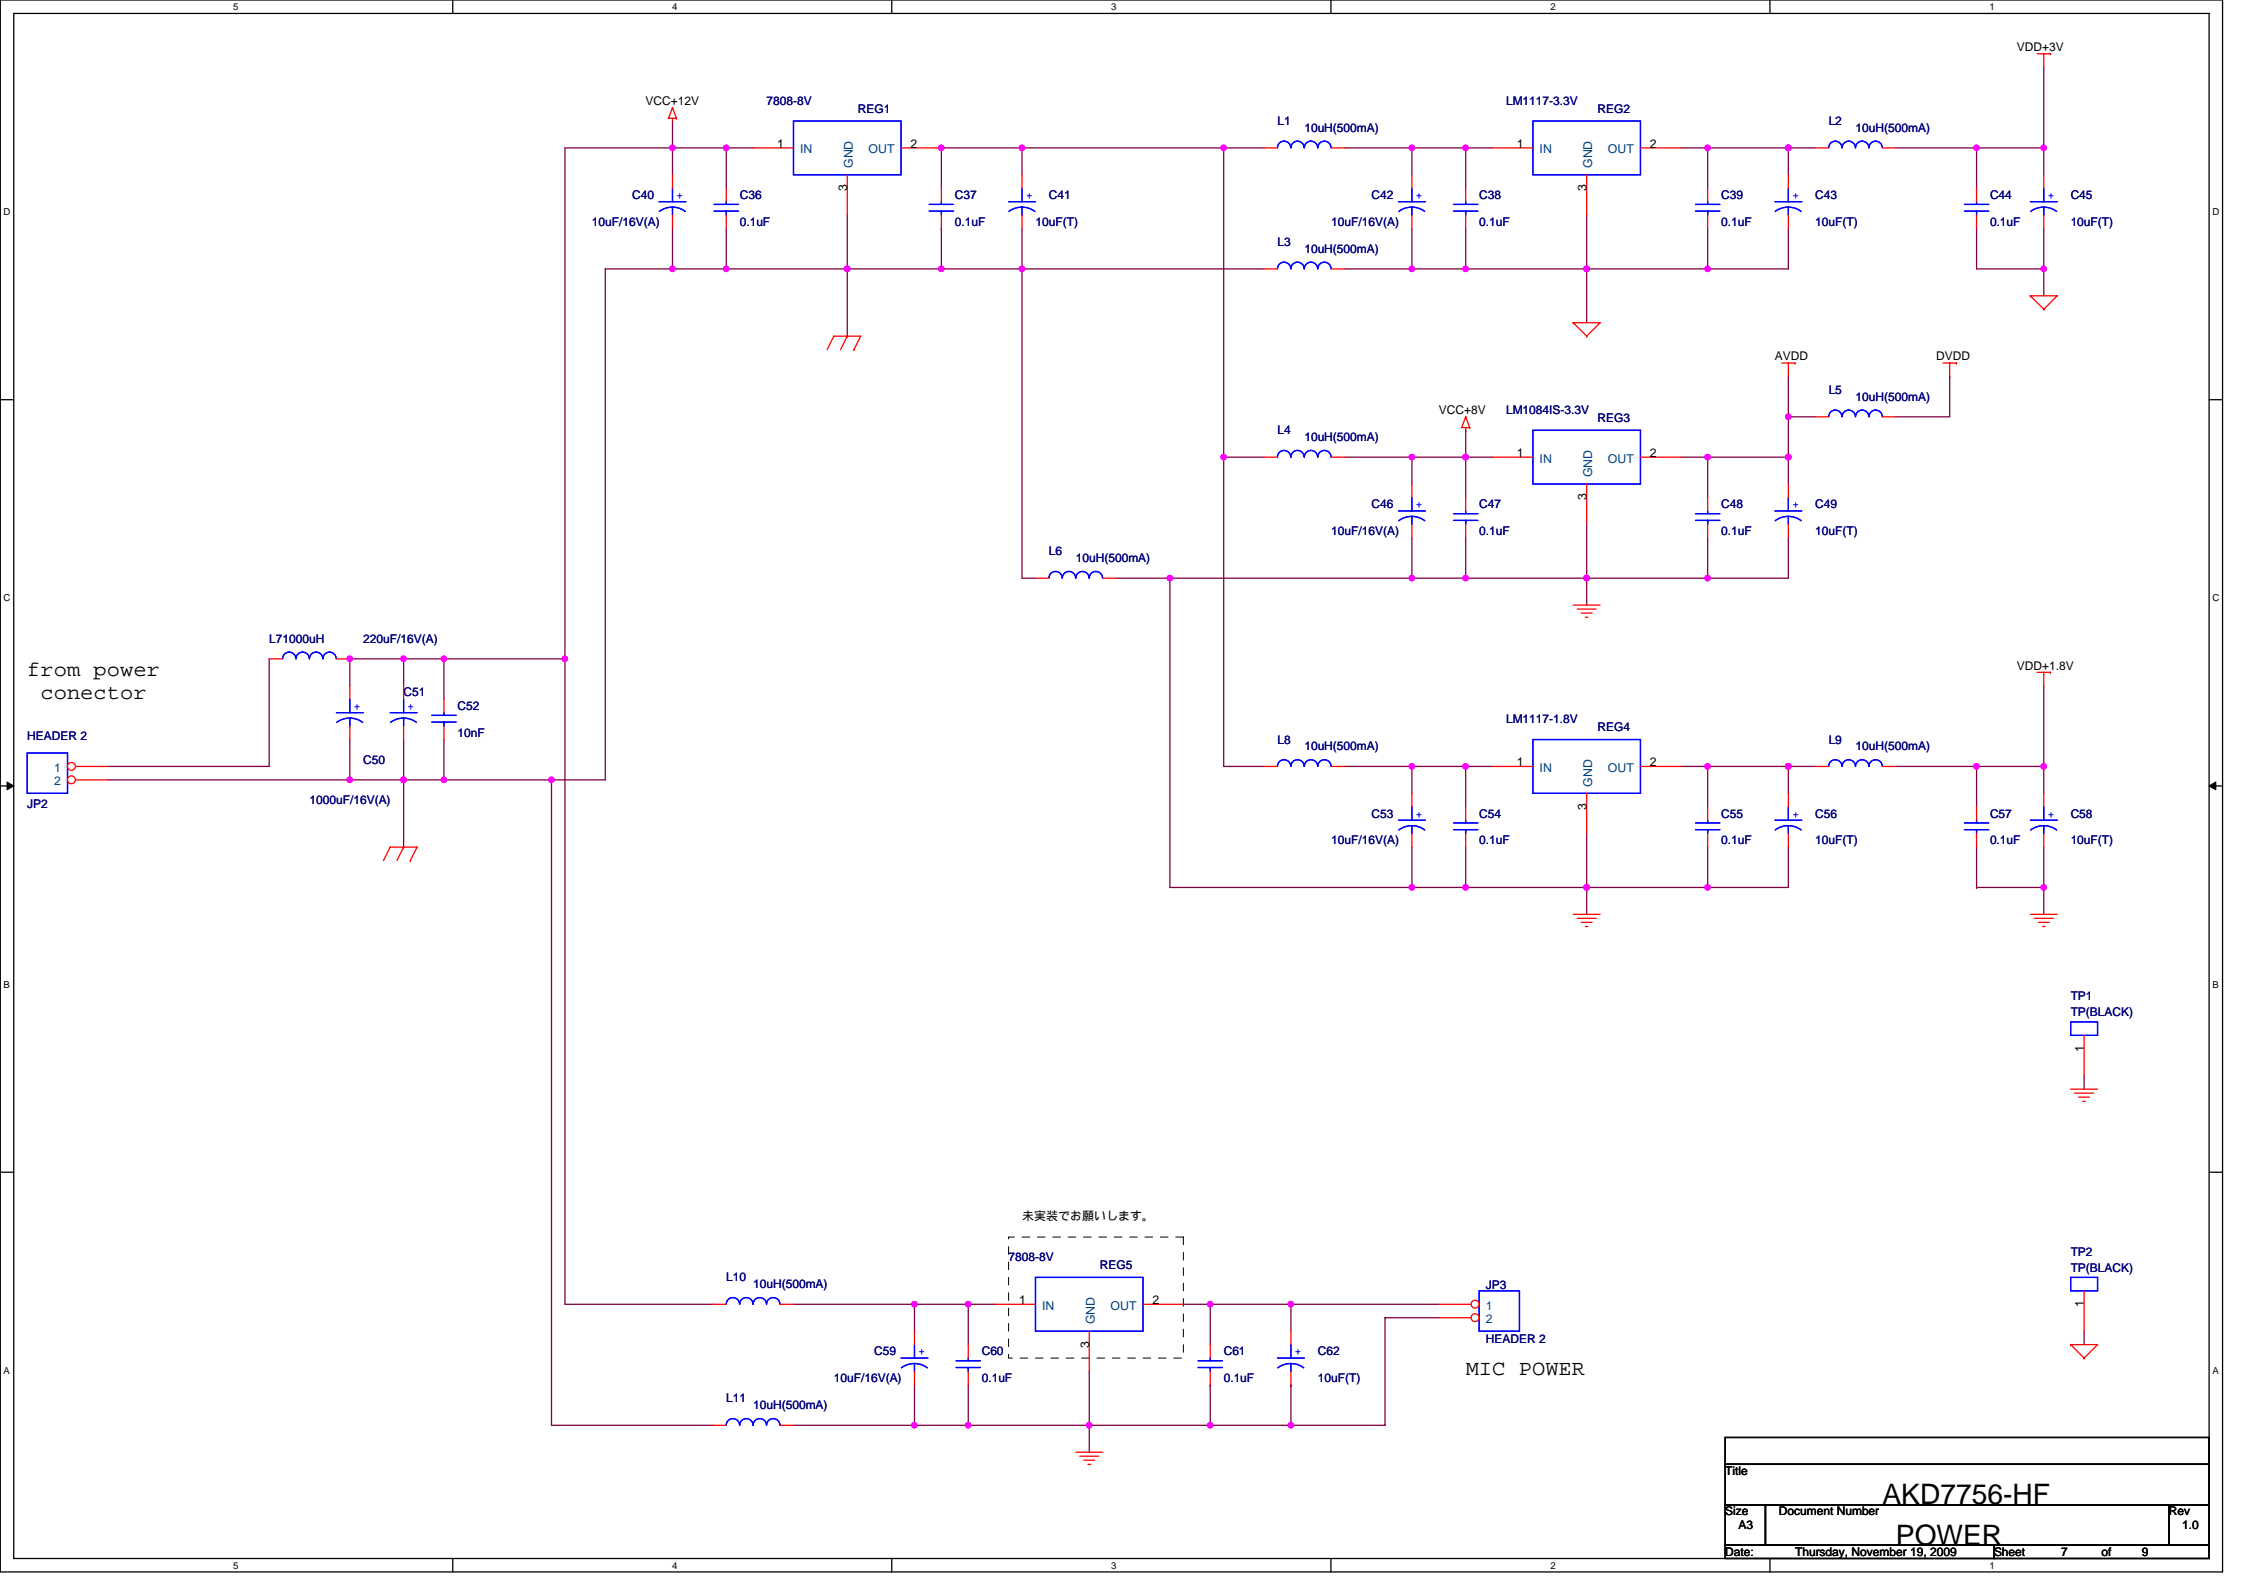 5 4 3 2 1
D
D
C
C
B
B
A
A
VDD+3V
VCC+12V
7808-8V
REG1
1 IN GND OUT 2
3
C40
10uF/16V(A)
C36
0.1uF
C37
0.1uF
C41
10uF(T)
L1 10uH(500mA)
L3 10uH(500mA)
C42
10uF/16V(A)
C38
0.1uF
LM1117-3.3V
REG2
1 IN GND OUT 2
3
C39
0.1uF
C43
10uF(T)
L2 10uH(500mA)
C44
0.1uF
C45
10uF(T)
AVDD
DVDD
L5 10uH(500mA)
VCC+8V
LM1084IS-3.3V
REG3
L4 10uH(500mA)
1 IN GND OUT 2
3
C46
10uF/16V(A)
C47
0.1uF
C48
0.1uF
C49
10uF(T)
L6 10uH(500mA)
L71000uH
220uF/16V(A)
from power
conector
C51
C52
10nF
HEADER 2
1
2
JP2
C50
1000uF/16V(A)
VDD+1.8V
LM1117-1.8V
REG4
L8 10uH(500mA)
1 IN GND OUT 2
3
L9 10uH(500mA)
C53
10uF/16V(A)
C54
0.1uF
C55
0.1uF
C56
10uF(T)
C57
0.1uF
C58
10uF(T)
TP1
TP(BLACK)
1
未実装でお願いします。
7808-8V
REG5
L10 10uH(500mA)
1 IN GND OUT 2
3
C59
10uF/16V(A)
C60
0.1uF
C61
0.1uF
C62
10uF(T)
L11 10uH(500mA)
JP3
1
2
HEADER 2
MIC POWER
TP2
TP(BLACK)
1
Title
AKD7756-HF
Size
A3
Document Number
POWER
Rev
1.0
Date: Thursday, November 19, 2009 Sheet 7 of 9
5 4 3 2 1